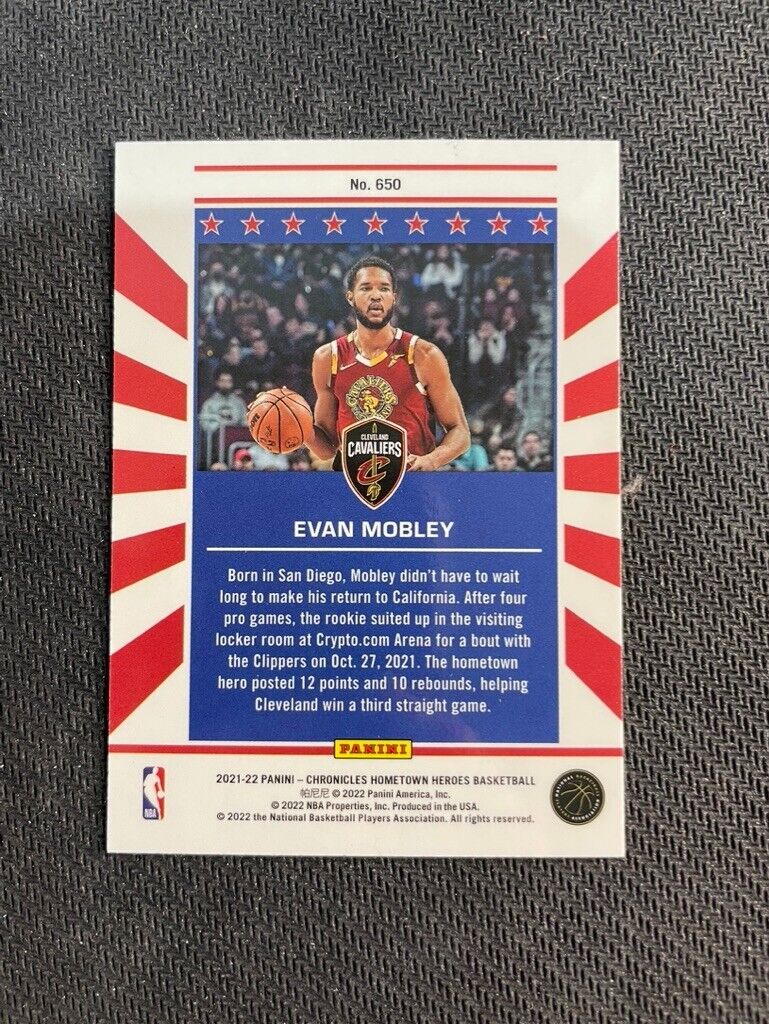 No. 650
CAVALIERS
CLEVELAND
CAVALIERS
C
EVAN MOBLEY
Born in San Diego, Mobley didn't have to wait
long to make his return to California. After four
pro games, the rookie suited up in the visiting
locker room at Crypto.com Arena for a bout with
the Clippers on Oct. 27, 2021. The hometown
hero posted 12 points and 10 rebounds, helping
Cleveland win a third straight game.
PANINI
2021-22 PANINI – CHRONICLES HOMETOWN HEROES BASKETBALL
帕尼尼 © 2022 Panini America, Inc.
© 2022 NBA Properties, Inc. Produced in the USA.
© 2022 the National Basketball Players Association. All rights reserved.
NBA
NATIONAL BASKETBALL
PLAYERS ASSOCIATION